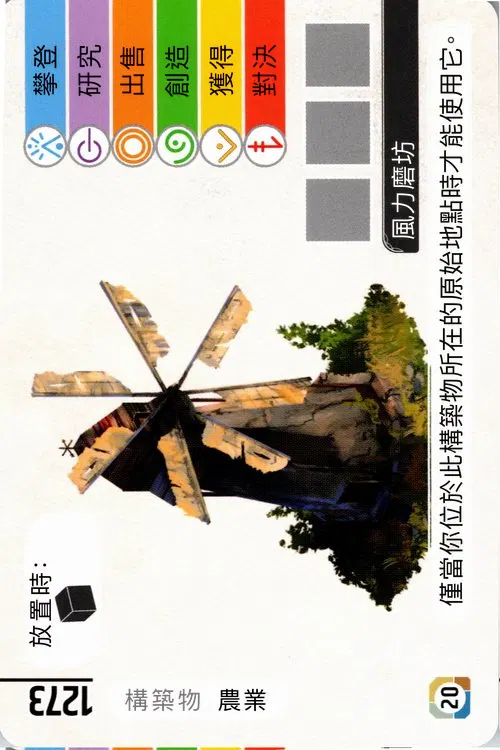 1273
構築物 農業
放置時：
攀登
研究
出售
創造
獲得
對決
風力磨坊
僅當你位於此構築物所在的原始地點時才能使用它。
20